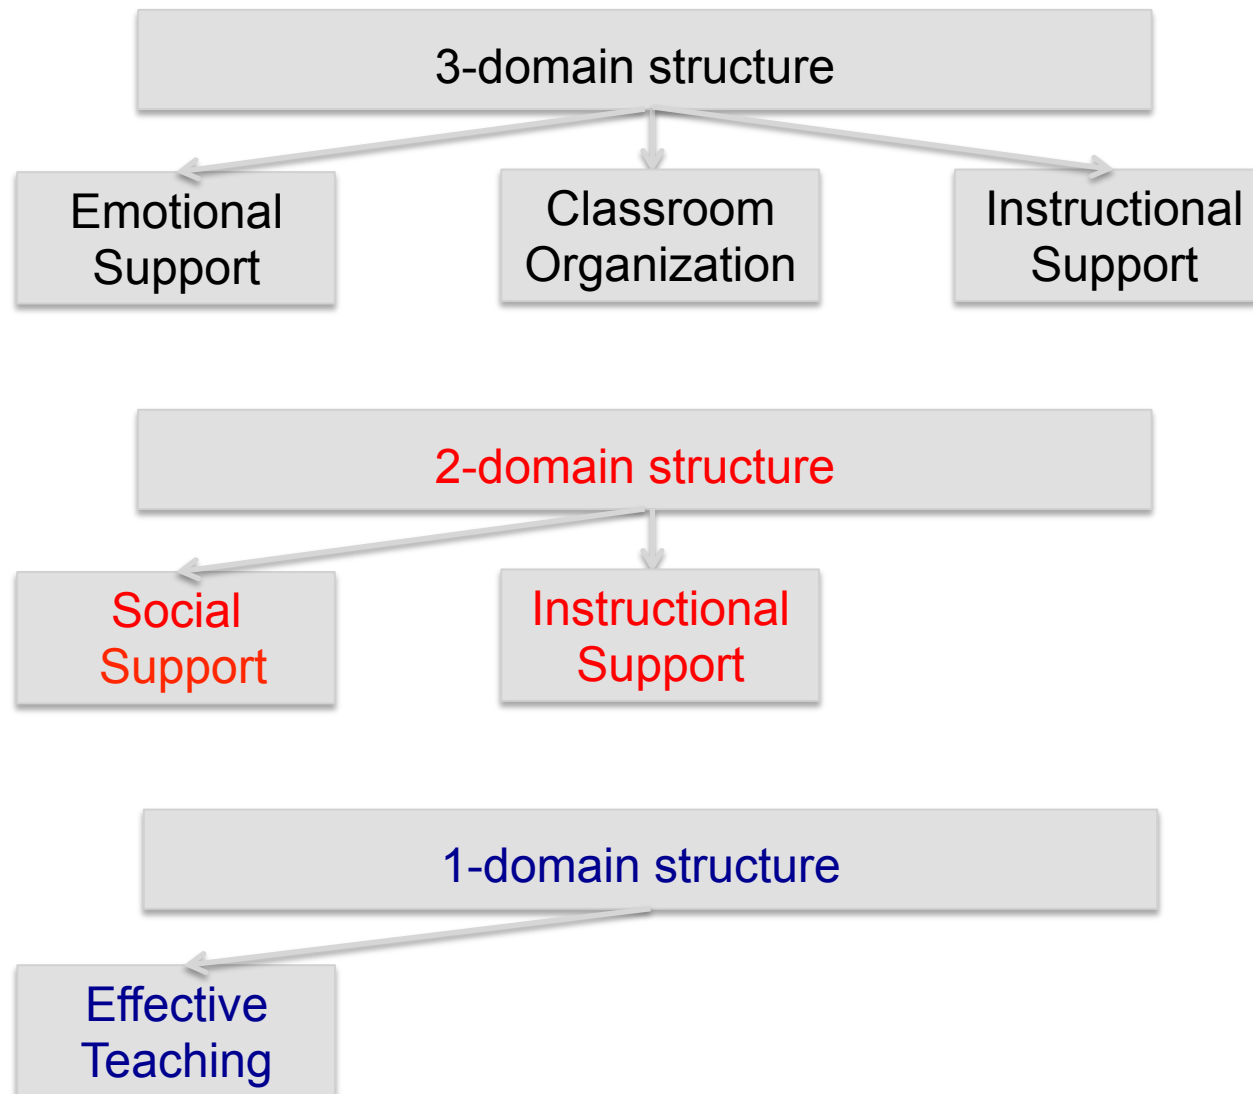 3-domain structure
Emotional
Support
Classroom
Organization
Instructional
Support
2-domain structure
Social
Support
Instructional
Support
1-domain structure
Effective
Teaching